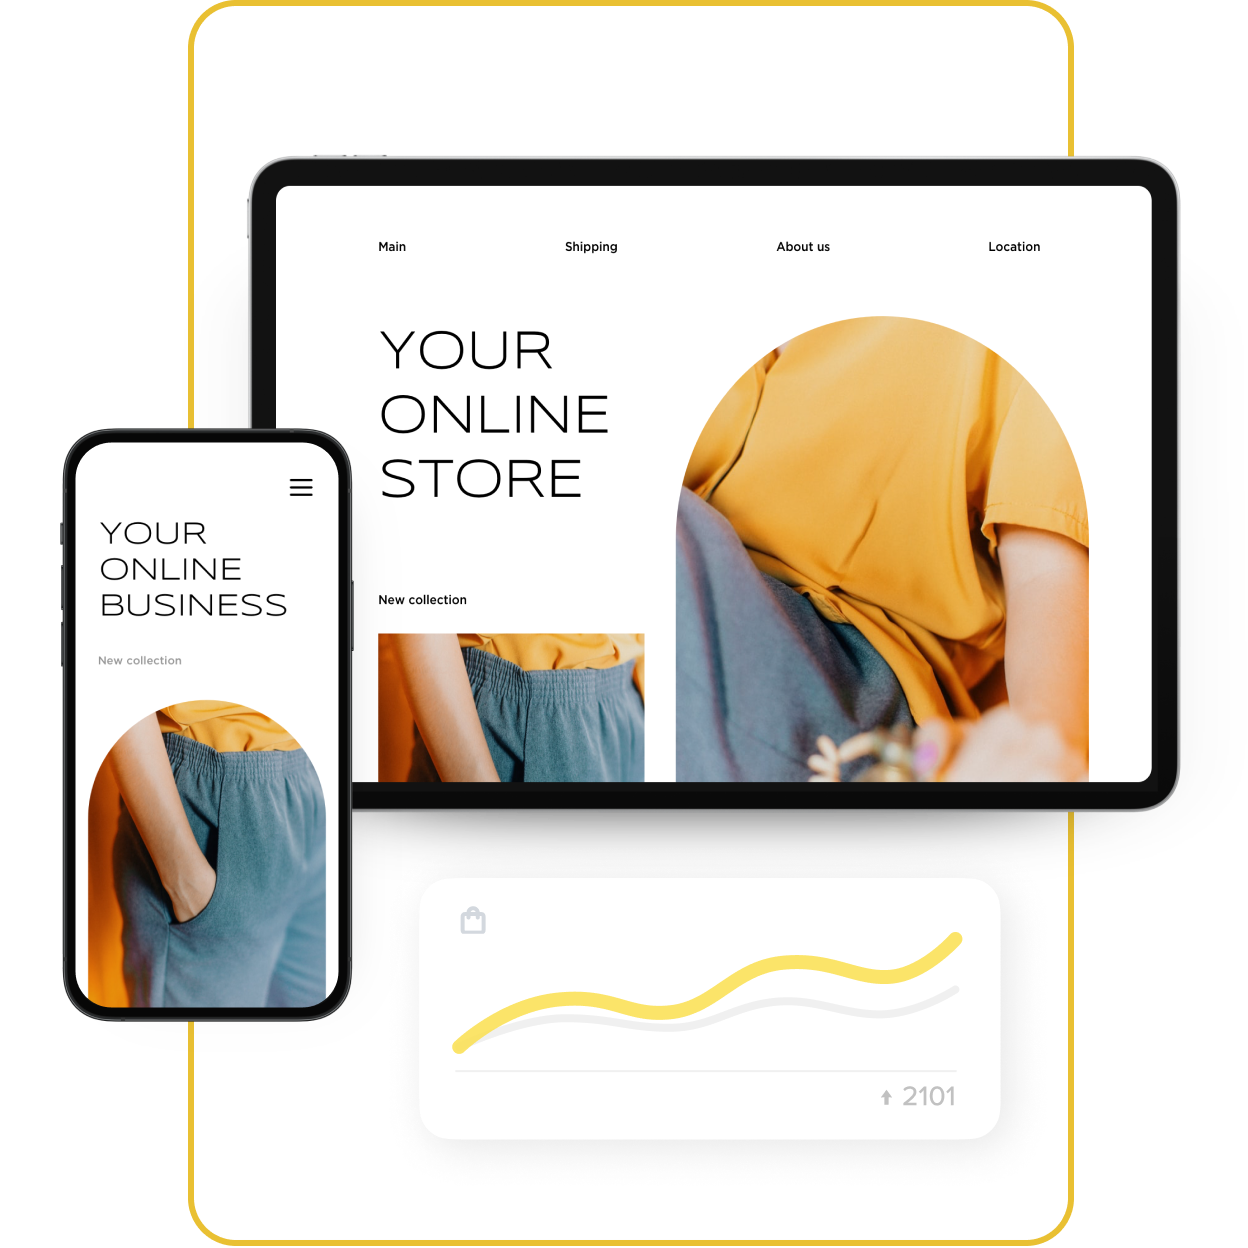 Main Shipping About us Location
YOUR
ONLINE
STORE
New collection
YOUR
ONLINE
BUSINESS
New collection
2101